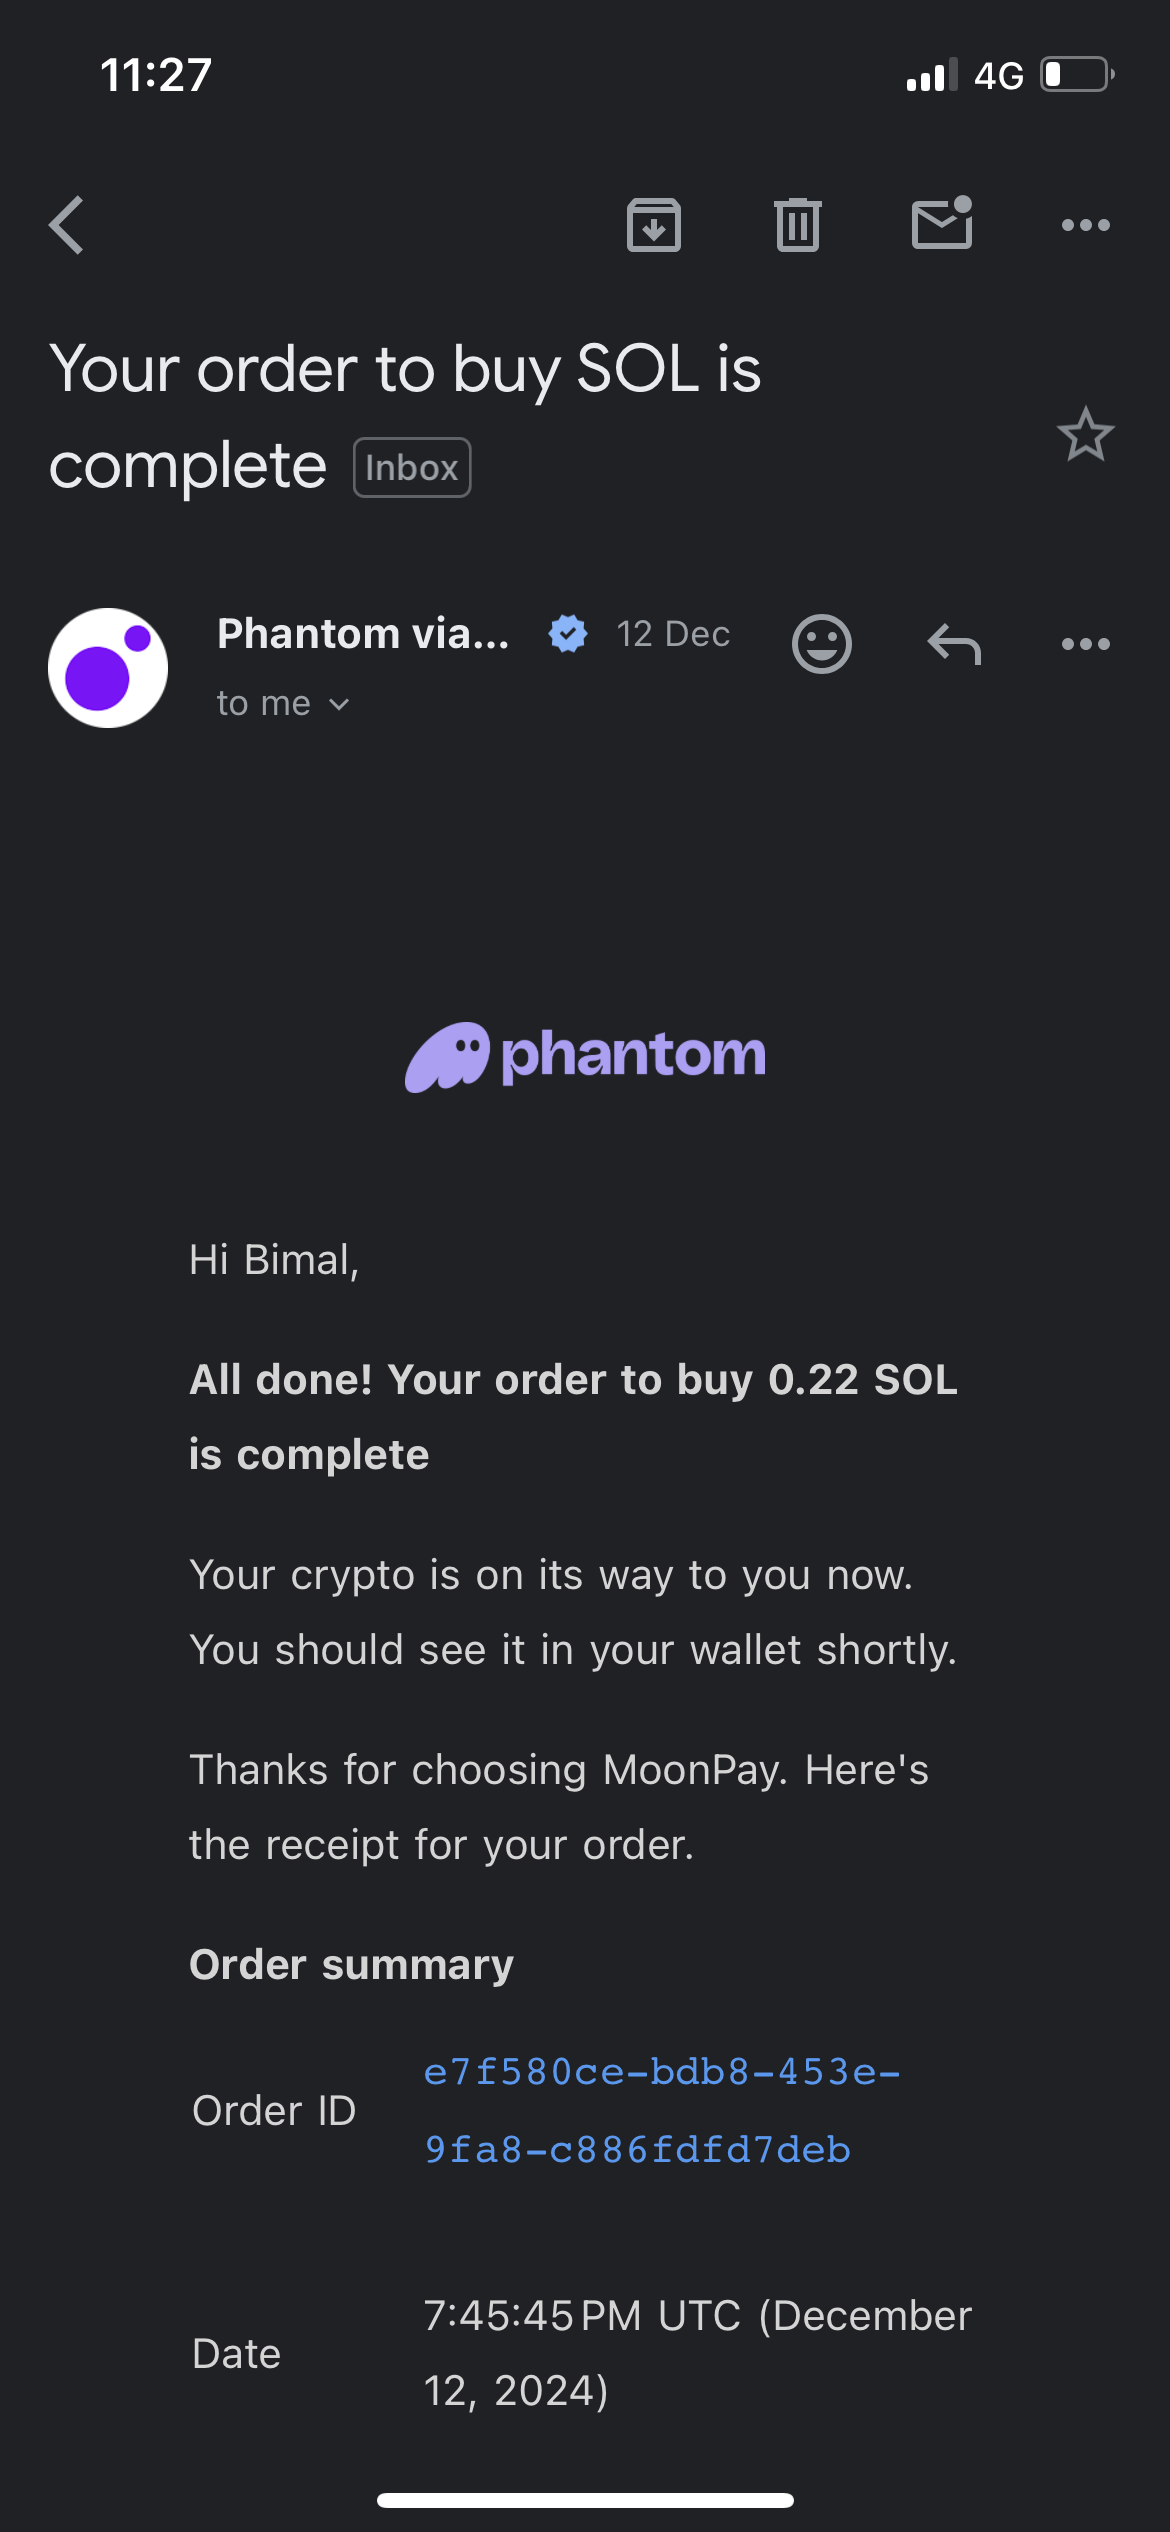 11:27
4G
Your order to buy SOL is
complete Inbox
Phantom via... 12 Dec
to me
phantom
Hi Bimal,
All done! Your order to buy 0.22 SOL
is complete
Your crypto is on its way to you now.
You should see it in your wallet shortly.
Thanks for choosing MoonPay. Here's
the receipt for your order.
Order summary
Order ID
e7f580ce-bdb8-453e-
9fa8-c886fdfd7deb
Date
7:45:45 PM UTC (December
12, 2024)